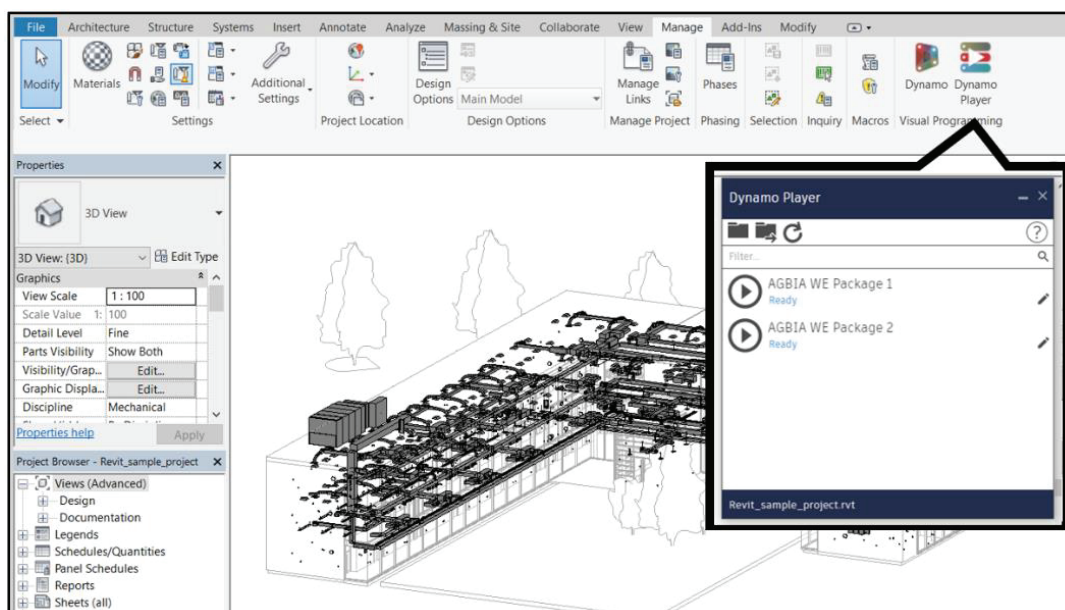 File Architecture Structure Systems Insert Annotate Analyze Massing & Site Collaborate View Manage Add-Ins Modify
Modify
Materials
Additional
Settings
Design
Options
Main Model
Manage
Links
Phases
Dynamo
Dynamo
Player
Select Settings Project Location Design Options Manage Project Phasing Selection Inquiry Macros Visual Programming
Properties
3D View
3D View: {3D} Edit Type
Graphics
View Scale 1 : 100
Scale Value 1: 100
Detail Level Fine
Parts Visibility Show Both
Visibility/Grap... Edit...
Graphic Displa... Edit...
Discipline Mechanical
Properties help Apply
Project Browser - Revit_sample_project
Views (Advanced)
Design
Documentation
Legends
Schedules/Quantities
Panel Schedules
Reports
Sheets (all)
Dynamo Player
Filter...
AGBIA WE Package 1
Ready
AGBIA WE Package 2
Ready
Revit_sample_project.rvt